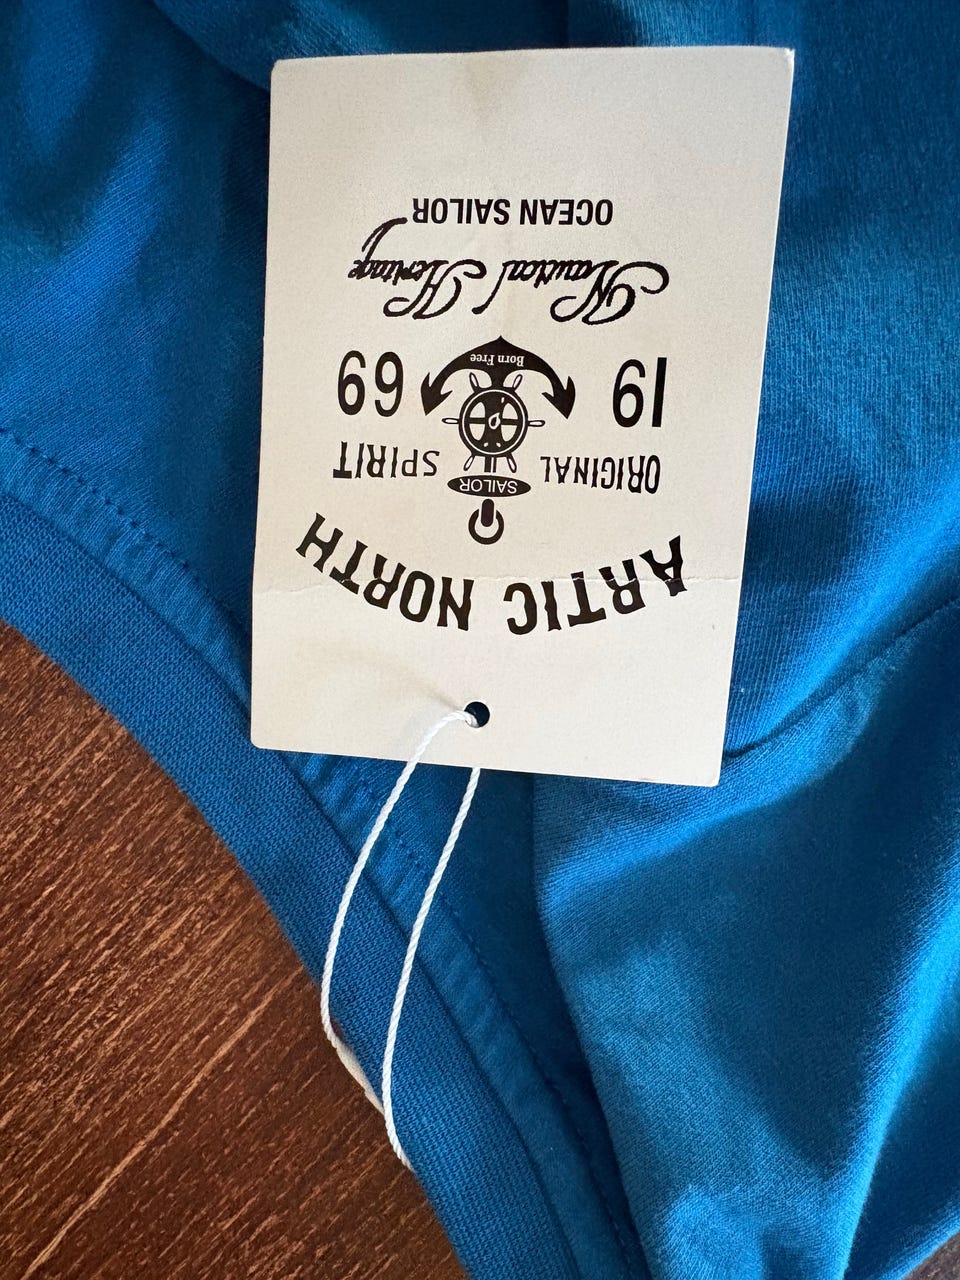 ARTIC NORTH
SAILOR
ORIGINAL SPIRIT
19 69
Born Free
Nautical Heritage
OCEAN SAILOR